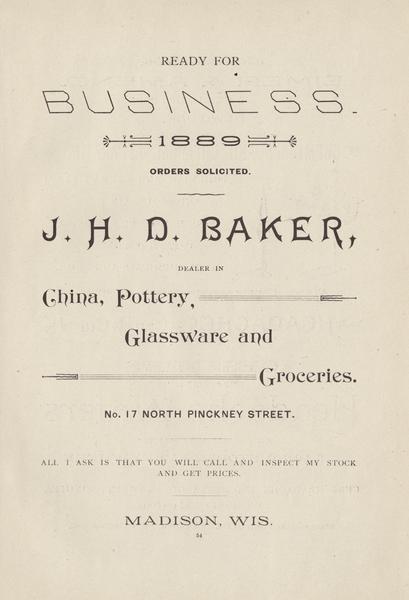 READY FOR
BUSINESS.
1889
ORDERS SOLICITED.
J. H. D. BAKER,
DEALER IN
China, Pottery,
Glassware and
Groceries.
No. 17 NORTH PINCKNEY STREET.
ALL I ASK IS THAT YOU WILL CALL AND INSPECT MY STOCK
AND GET PRICES.
MADISON, WIS.
54